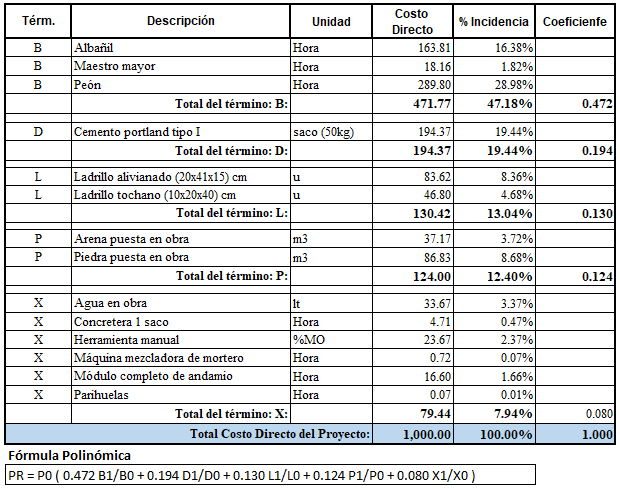 Térm. Descripción Unidad Costo Directo % Incidencia Coeficienfe
B Albañil Hora 163.81 16.38%
B Maestro mayor Hora 18.16 1.82%
B Peón Hora 289.80 28.98%
Total del término: B: 471.77 47.18% 0.472
D Cemento portland tipo I saco (50kg) 194.37 19.44%
Total del término: D: 194.37 19.44% 0.194
L Ladrillo alivianado (20x41x15) cm u 83.62 8.36%
L Ladrillo tochano (10x20x40) cm u 46.80 4.68%
Total del término: L: 130.42 13.04% 0.130
P Arena puesta en obra m3 37.17 3.72%
P Piedra puesta en obra m3 86.83 8.68%
Total del término: P: 124.00 12.40% 0.124
X Agua en obra lt 33.67 3.37%
X Concretera 1 saco Hora 4.71 0.47%
X Herramienta manual %MO 23.67 2.37%
X Máquina mezcladora de mortero Hora 0.72 0.07%
X Módulo completo de andamio Hora 16.60 1.66%
X Parihuelas Hora 0.07 0.01%
Total del término: X: 79.44 7.94% 0.080
Total Costo Directo del Proyecto: 1,000.00 100.00% 1.000
Fórmula Polinómica
PR = P0 ( 0.472 B1/B0 + 0.194 D1/D0 + 0.130 L1/L0 + 0.124 P1/P0 + 0.080 X1/X0 )